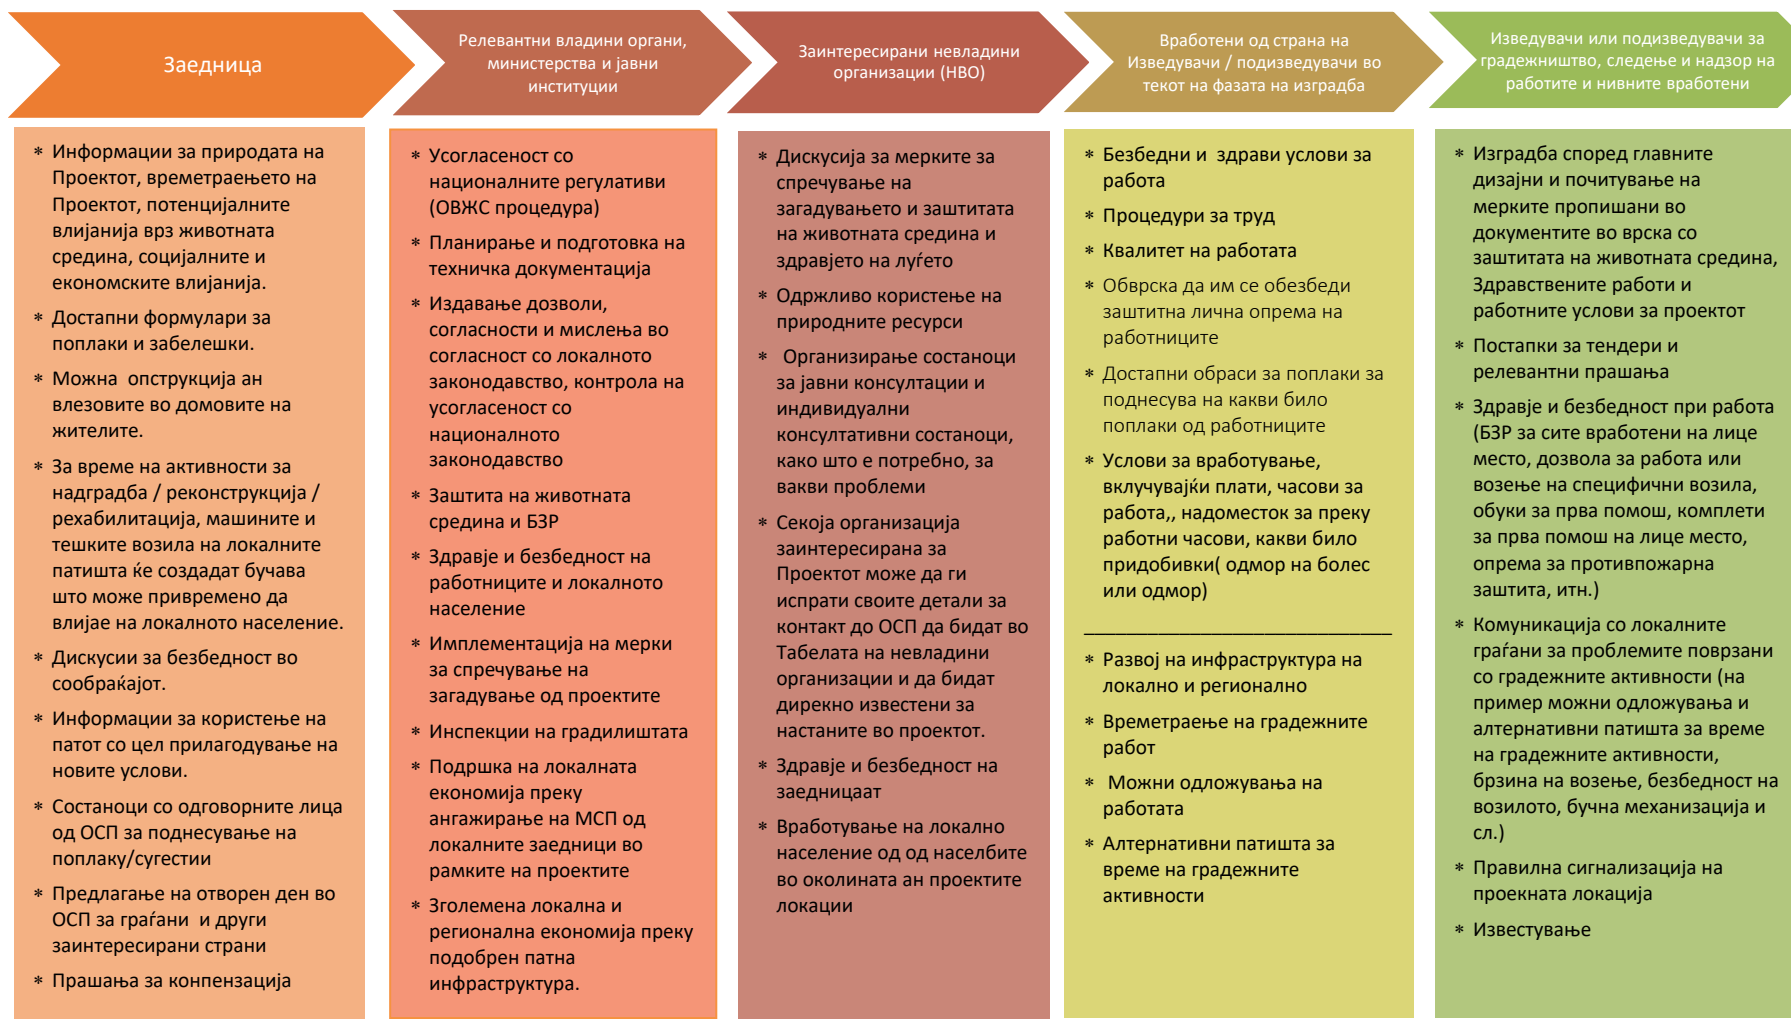 Заедница
Релевантни владини органи,
министерства и јавни
институции
Заинтересирани невладини
организации (НВО)
Вработени од страна на
Изведувачи / подизведувачи во
текот на фазата на изградба
Изведувачи или подизведувачи за
градежништво, следење и надзор на
работите и нивните вработени
* Информации за природата на
Проектот, времетраењето на
Проектот, потенцијалните
влијанија врз животната
средина, социјалните и
економските влијанија.
* Достапни формулари за
поплаки и забелешки.
* Можна опструкција ан
влезовите во домовите на
жителите.
* За време на активности за
надградба / реконструкција /
рехабилитација, машините и
тешките возила на локалните
патишта ќе создадат бучава
што може привремено да
влијае на локалното население.
* Дискусии за безбедност во
сообраќајот.
* Информации за користење на
патот со цел прилагодување на
новите услови.
* Состаноци со одговорните лица
од ОСП за поднесување на
поплаку/сугестии
* Предлагање на отворен ден во
ОСП за граѓани и други
заинтересирани страни
* Прашања за конпензација
* Усогласеност со
националните регулативи
(ОВЖС процедура)
* Планирање и подготовка на
техничка документација
* Издавање дозволи,
согласности и мислења во
согласност со локалното
законодавство, контрола на
усогласеност со
националното
законодавство
* Заштита на животната
средина и БЗР
* Здравје и безбедност на
работниците и локалното
население
* Имплементација на мерки
за спречување на
загадување од проектите
* Инспекции на градилиштата
* Подршка на локалната
економија преку
ангажирање на МСП од
локалните заедници во
рамките на проектите
* Зголемена локална и
регионална економија преку
подобрен патна
инфраструктура.
* Дискусија за мерките за
спречување на
загадувањето и заштитата
на животната средина и
здравјето на луѓето
* Одржливо користење на
природните ресурси
* Организирање состаноци
за јавни консултации и
индивидуални
консултативни состаноци,
како што е потребно, за
вакви проблеми
* Секоја организација
заинтересирана за
Проектот може да ги
испрати своите детали за
контакт до ОСП да бидат во
Табелата на невладини
организации и да бидат
дирекно известени за
настаните во проектот.
* Здравје и безбедност на
заедницаат
* Вработување на локално
население од од населбите
во околината ан проектите
локации
* Безбедни и здрави услови за
работа
* Процедури за труд
* Квалитет на работата
* Обврска да им се обезбеди
заштитна лична опрема на
работниците
* Достапни обраси за поплаки за
поднесува на какви било
поплаки од работниците
* Услови за вработување,
вклучувајќи плати, часови за
работа,, надоместок за преку
работни часови, какви било
придобивки( одмор на болес
или одмор)
* Развој на инфраструктура на
локално и регионално
* Времетраење на градежните
работ
* Можни одложувања на
работата
* Алтернативни патишта за
време на градежните
активности
* Изградба според главните
дизајни и почитување на
мерките пропишани во
документите во врска со
заштитата на животната средина,
Здравствените работи и
работните услови за проектот
* Постапки за тендери и
релевантни прашања
* Здравје и безбедност при работа
(БЗР за сите вработени на лице
место, дозвола за работа или
возење на специфични возила,
обуки за прва помош, комплети
за прва помош на лице место,
опрема за противпожарна
заштита, итн.)
* Комуникација со локалните
граѓани за проблемите поврзани
со градежните активности (на
пример можни одложувања и
алтернативни патишта за време
на градежните активности,
брзина на возење, безбедност на
возилото, бучна механизација и
сл.)
* Правилна сигнализација на
проекната локација
* Известување